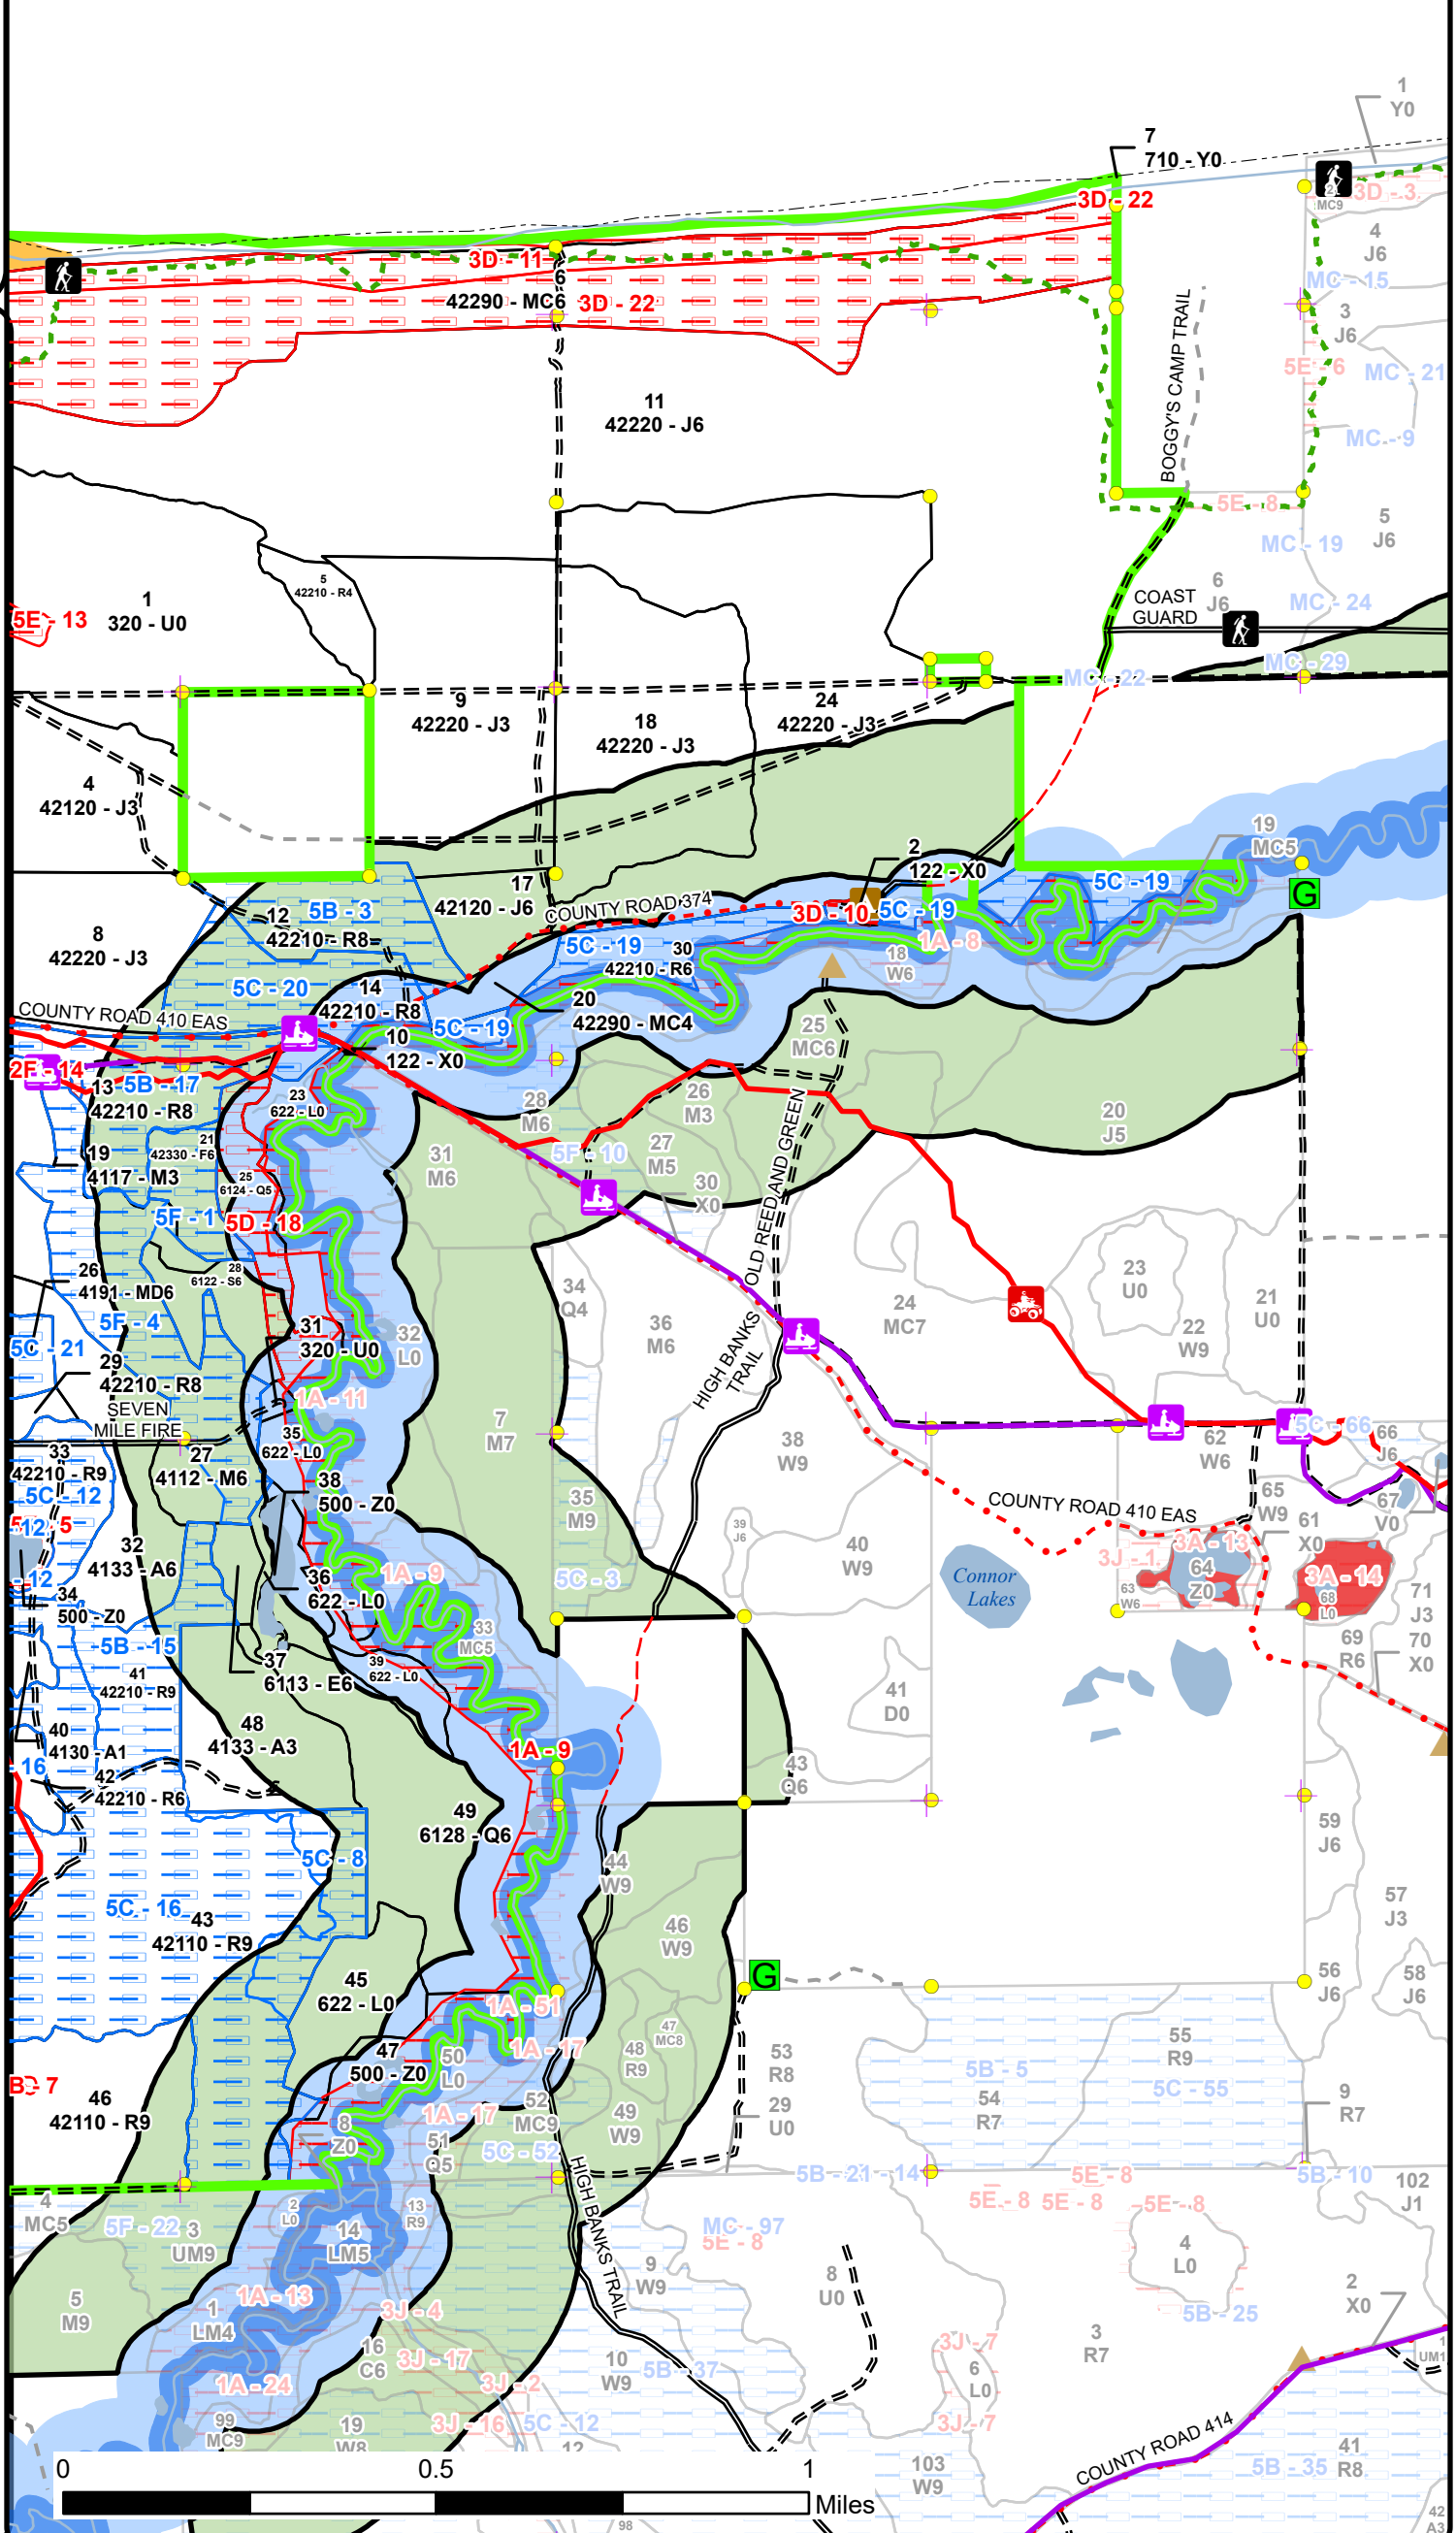 1
Y0
7
710 - Y0
2
MC9
3D - 3
3D - 22
4
J6
3D - 11
6
42290 - MC6
3D - 22
MC - 15
3
J6
5E - 6
MC - 21
BOGGY'S CAMP TRAIL
11
42220 - J6
MC - 9
5E - 8
5
J6
MC - 19
5
42210 - R4
6
J6
COAST
GUARD
MC - 24
1
320 - U0
5E - 13
MC - 29
MC - 22
9
42220 - J3
18
42220 - J3
24
42220 - J3
4
42120 - J3
19
MC5
2
122 - X0
5C - 19
G
17
42120 - J6
COUNTY ROAD 374
12
42210 - R8
5B - 3
3D - 10
5C - 19
1A - 8
8
42220 - J3
5C - 19
30
42210 - R6
18
W6
5C - 20
14
42210 - R8
20
42290 - MC4
COUNTY ROAD 410 EAS
5C - 19
10
122 - X0
25
MC6
2F - 14
13
42210 - R8
5B - 17
23
622 - L0
28
M6
26
M3
20
J5
21
42330 - F6
5F - 10
27
M5
OLD REED AND GREEN
19
4117 - M3
25
6124 - Q5
31
M6
30
X0
5F - 1
5D - 18
28
6122 - S6
26
4191 - MD6
34
Q4
23
U0
5F - 4
31
320 - U0
32
L0
36
M6
24
MC7
22
W9
21
U0
5C - 21
29
42210 - R8
HIGH BANKS
TRAIL
1A - 11
SEVEN
MILE FIRE
35
622 - L0
7
M7
38
W9
62
W6
5C - 66
66
J6
33
42210 - R9
27
4112 - M6
5C - 12
38
500 - Z0
35
M9
COUNTY ROAD 410 EAS
65
W9
67
V0
39
J6
61
X0
32
4133 - A6
40
W9
3J - 1
3A - 13
64
Z0
3A - 14
1A - 9
36
622 - L0
5C - 3
Connor
Lakes
63
W6
68
L0
71
J3
34
500 - Z0
5B - 15
33
MC5
69
R6
70
X0
37
6113 - E6
39
622 - L0
41
42210 - R9
41
D0
48
4133 - A3
40
4130 - A1
1A - 9
43
Q6
42
42210 - R6
49
6128 - Q6
59
J6
5C - 8
44
W9
5C - 16
43
42110 - R9
46
W9
57
J3
45
622 - L0
G
56
J6
58
J6
1A - 51
47
MC8
55
R9
47
500 - Z0
50
L0
1A - 17
48
R9
53
R8
5B - 5
46
42110 - R9
5C - 55
54
R7
9
R7
8
Z0
1A - 17
52
MC9
49
W9
29
U0
51
Q5
5C - 52
5B - 21 - 14
5E - 8
5B - 10
102
J1
4
MC5
5F - 22
3
UM9
2
L0
14
LM5
13
R9
HIGH BANKS TRAIL
5E - 8
5E - 8
5E - 8
MC - 97
5E - 8
4
L0
9
W9
8
U0
2
X0
5
M9
1A - 13
1
LM4
3J - 4
5B - 25
3
R7
16
C6
3J - 17
10
W9
5B - 37
3J - 7
6
L0
1A - 24
3J - 2
99
MC9
19
W8
3J - 16
5C - 12
3J - 7
COUNTY ROAD 414
12
103
W9
5B - 35
41
R8
0
0.5
1
Miles
98
42
A3